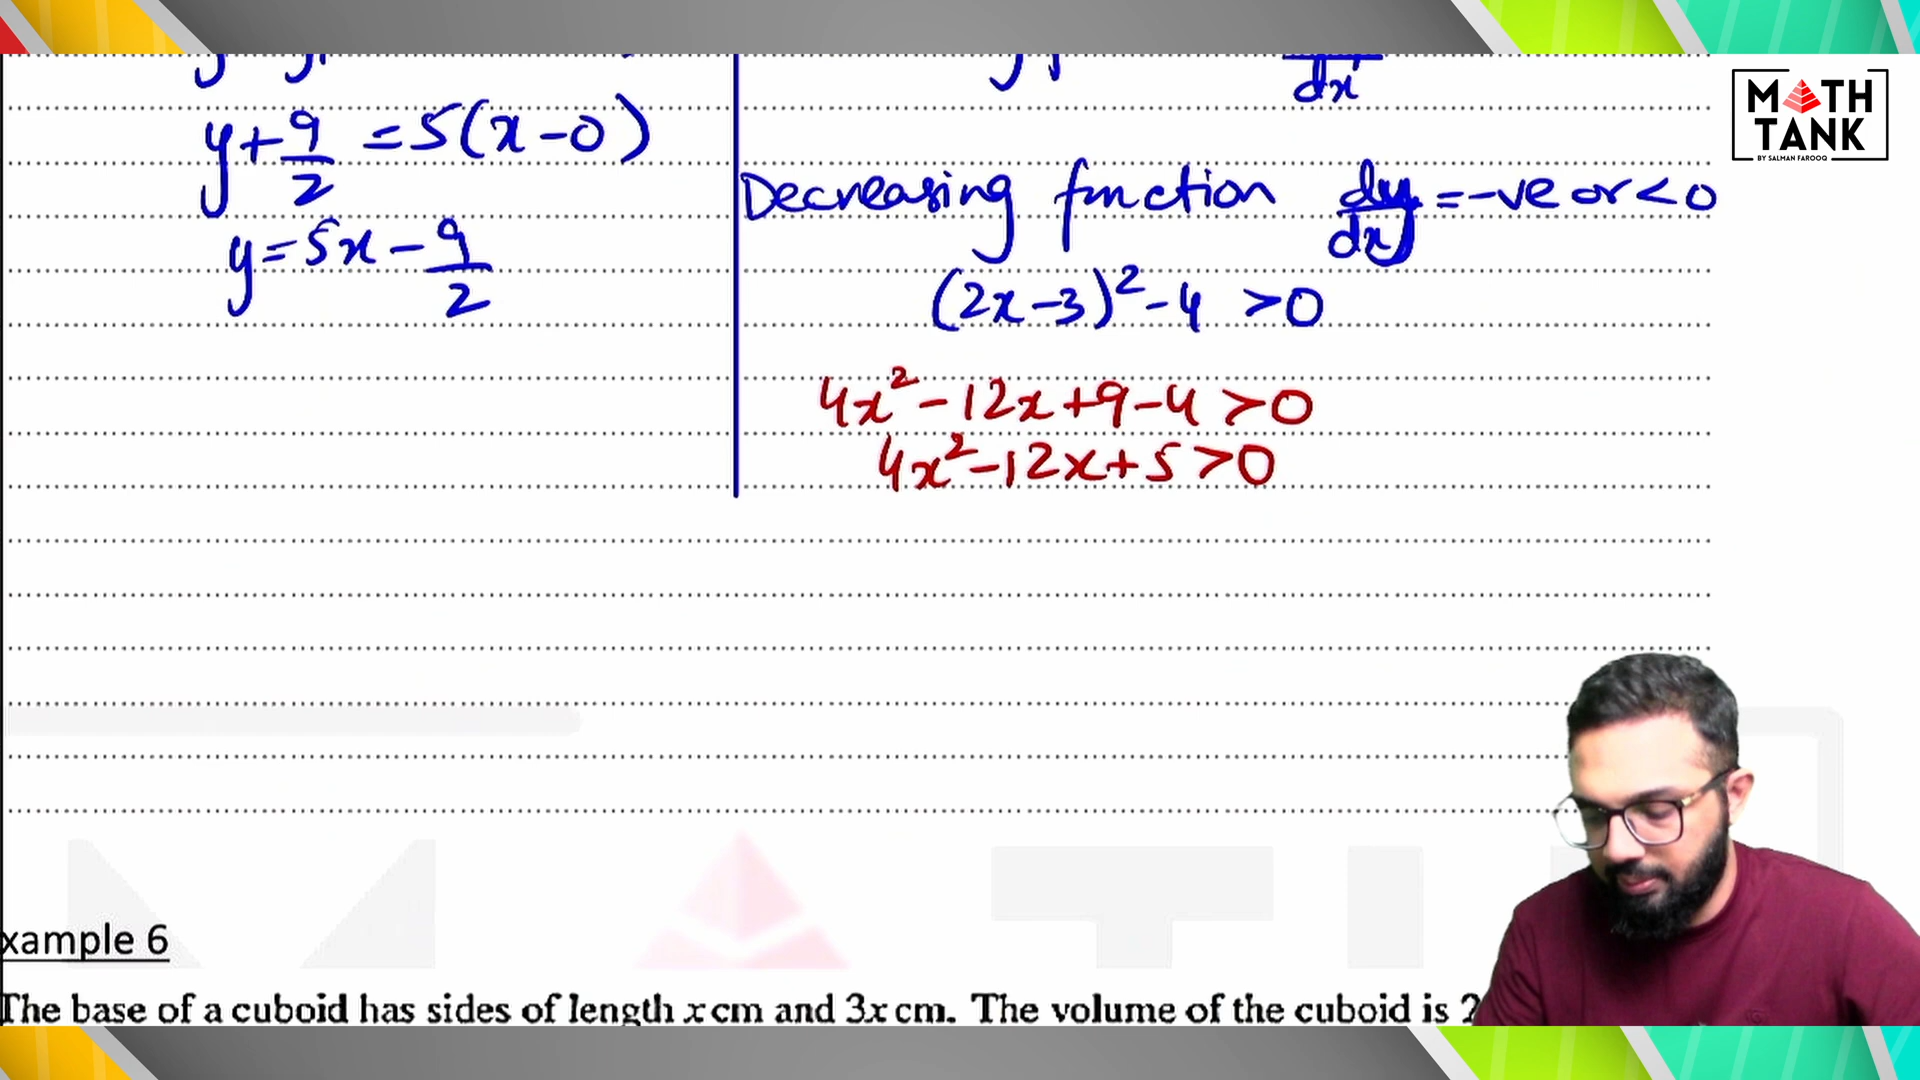 y + 9/2 = 5(x - 0)
y = 5x - 9/2
dx
Decreasing function dy/dx = -ve or < 0
(2x - 3)² - 4 > 0
4x² - 12x + 9 - 4 > 0
4x² - 12x + 5 > 0
xample 6
The base of a cuboid has sides of length x cm and 3x cm. The volume of the cuboid is 2
MATH
TANK
BY SALMAN FAROOQ